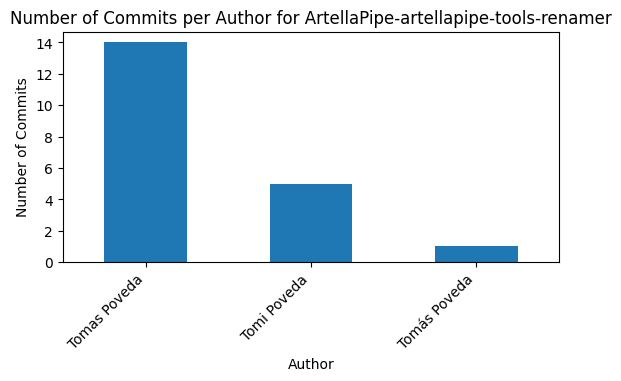 Number of Commits per Author for ArtellaPipe-artellapipe-tools-renamer
14
12
10
8
6
4
2
0
Number of Commits
Tomas Poveda
Tomi Poveda
Tomás Poveda
Author